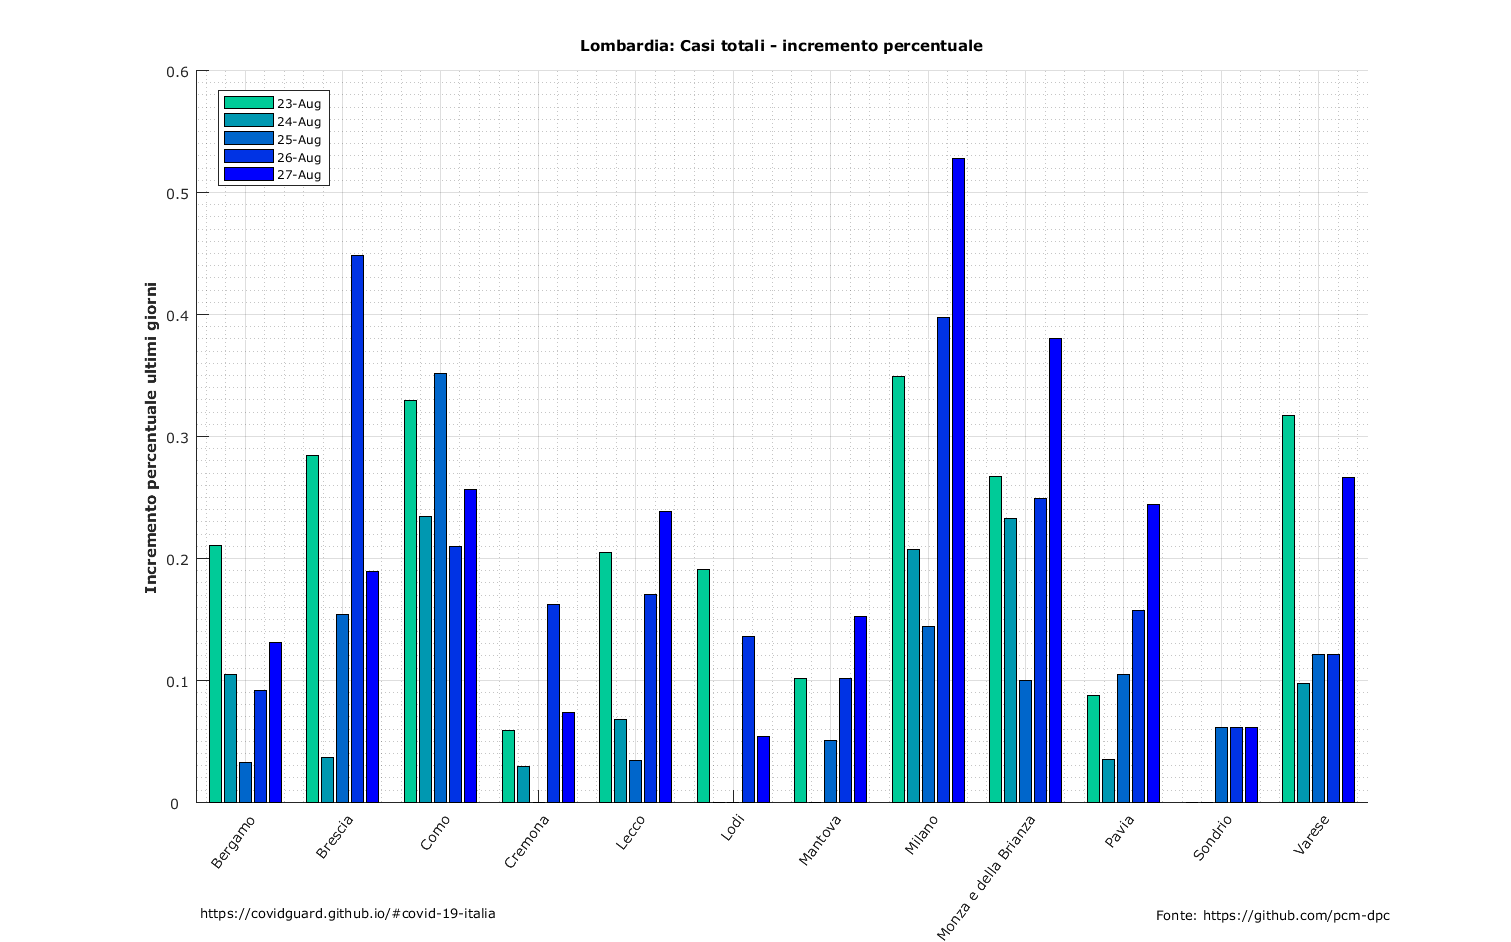 Lombardia: Casi totali - incremento percentuale
Incremento percentuale ultimi giorni
0.6
0.5
0.4
0.3
0.2
0.1
0
23-Aug
24-Aug
25-Aug
26-Aug
27-Aug
Bergamo
Brescia
Como
Cremona
Lecco
Lodi
Mantova
Milano
Monza e della Brianza
Pavia
Sondrio
Varese
https://covidguard.github.io/#covid-19-italia
Fonte: https://github.com/pcm-dpc